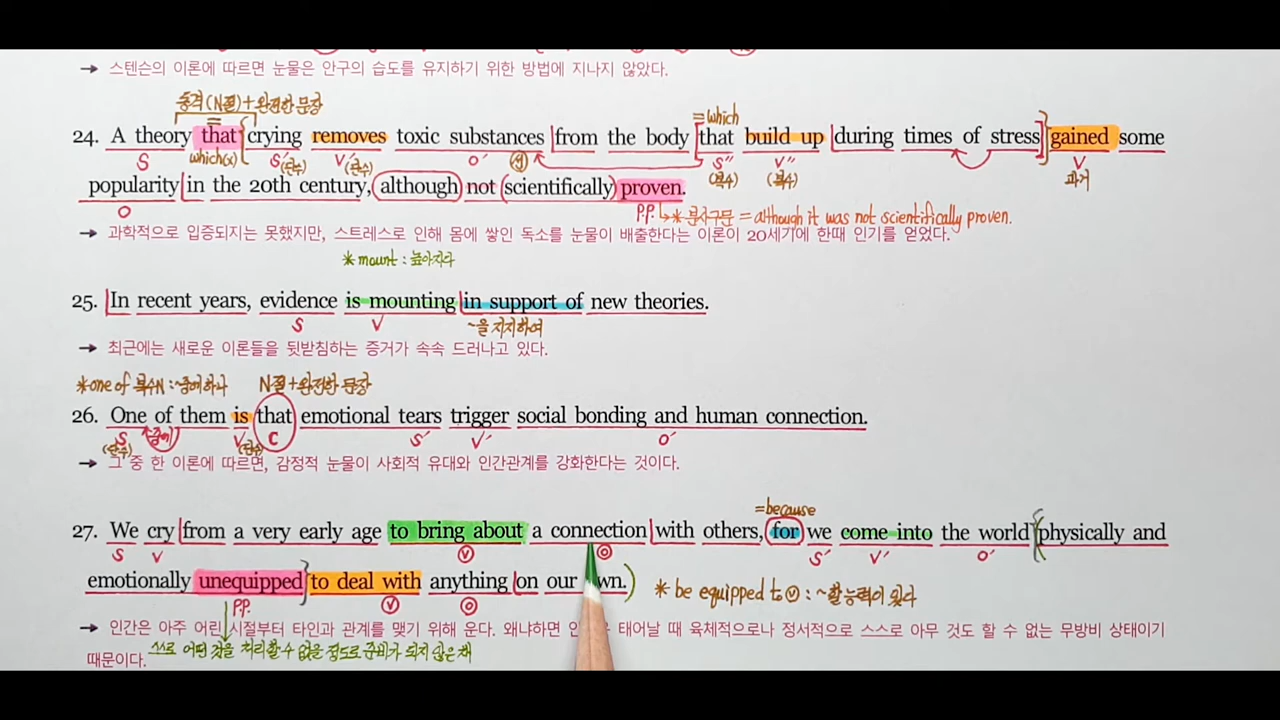 → 스텐슨의 이론에 따르면 눈물은 안구의 습도를 유지하기 위한 방법에 지나지 않았다.
동격(N절)+완전한 문장
=which
24. A theory that crying removes toxic substances from the body that build up during times of stress gained some
S which(x) S'(단수) V'(단수) O' S'' V'' V
(복수) (복수) 과거
popularity in the 20th century, although not scientifically proven.
O P.P. *분사구문 = although it was not scientifically proven.
→ 과학적으로 입증되지는 못했지만, 스트레스로 인해 몸에 쌓인 독소를 눈물이 배출한다는 이론이 20세기에 한때 인기를 얻었다.
*mount : 높아지다
25. In recent years, evidence is mounting in support of new theories.
S V ~을 지지하여
→ 최근에는 새로운 이론들을 뒷받침하는 증거가 속속 드러나고 있다.
*one of 복수N : ~중에 하나 N절+완전한 문장
26. One of them is that emotional tears trigger social bonding and human connection.
S 중에 V C S' V' O'
(단수) (단수)
→ 그 중 한 이론에 따르면, 감정적 눈물이 사회적 유대와 인간관계를 강화한다는 것이다.
=because
27. We cry from a very early age to bring about a connection with others, for we come into the world physically and
S V V O S' V' O'
emotionally unequipped to deal with anything on our own. *be equipped to V : ~할 능력이 있다
P.P. V O
→ 인간은 아주 어린 시절부터 타인과 관계를 맺기 위해 운다. 왜냐하면 태어날 때 육체적으로나 정서적으로 스스로 아무 것도 할 수 없는 무방비 상태이기
때문이다. 스스로 어떤 것을 처리할 수 없을 정도로 준비가 되지 않은 채